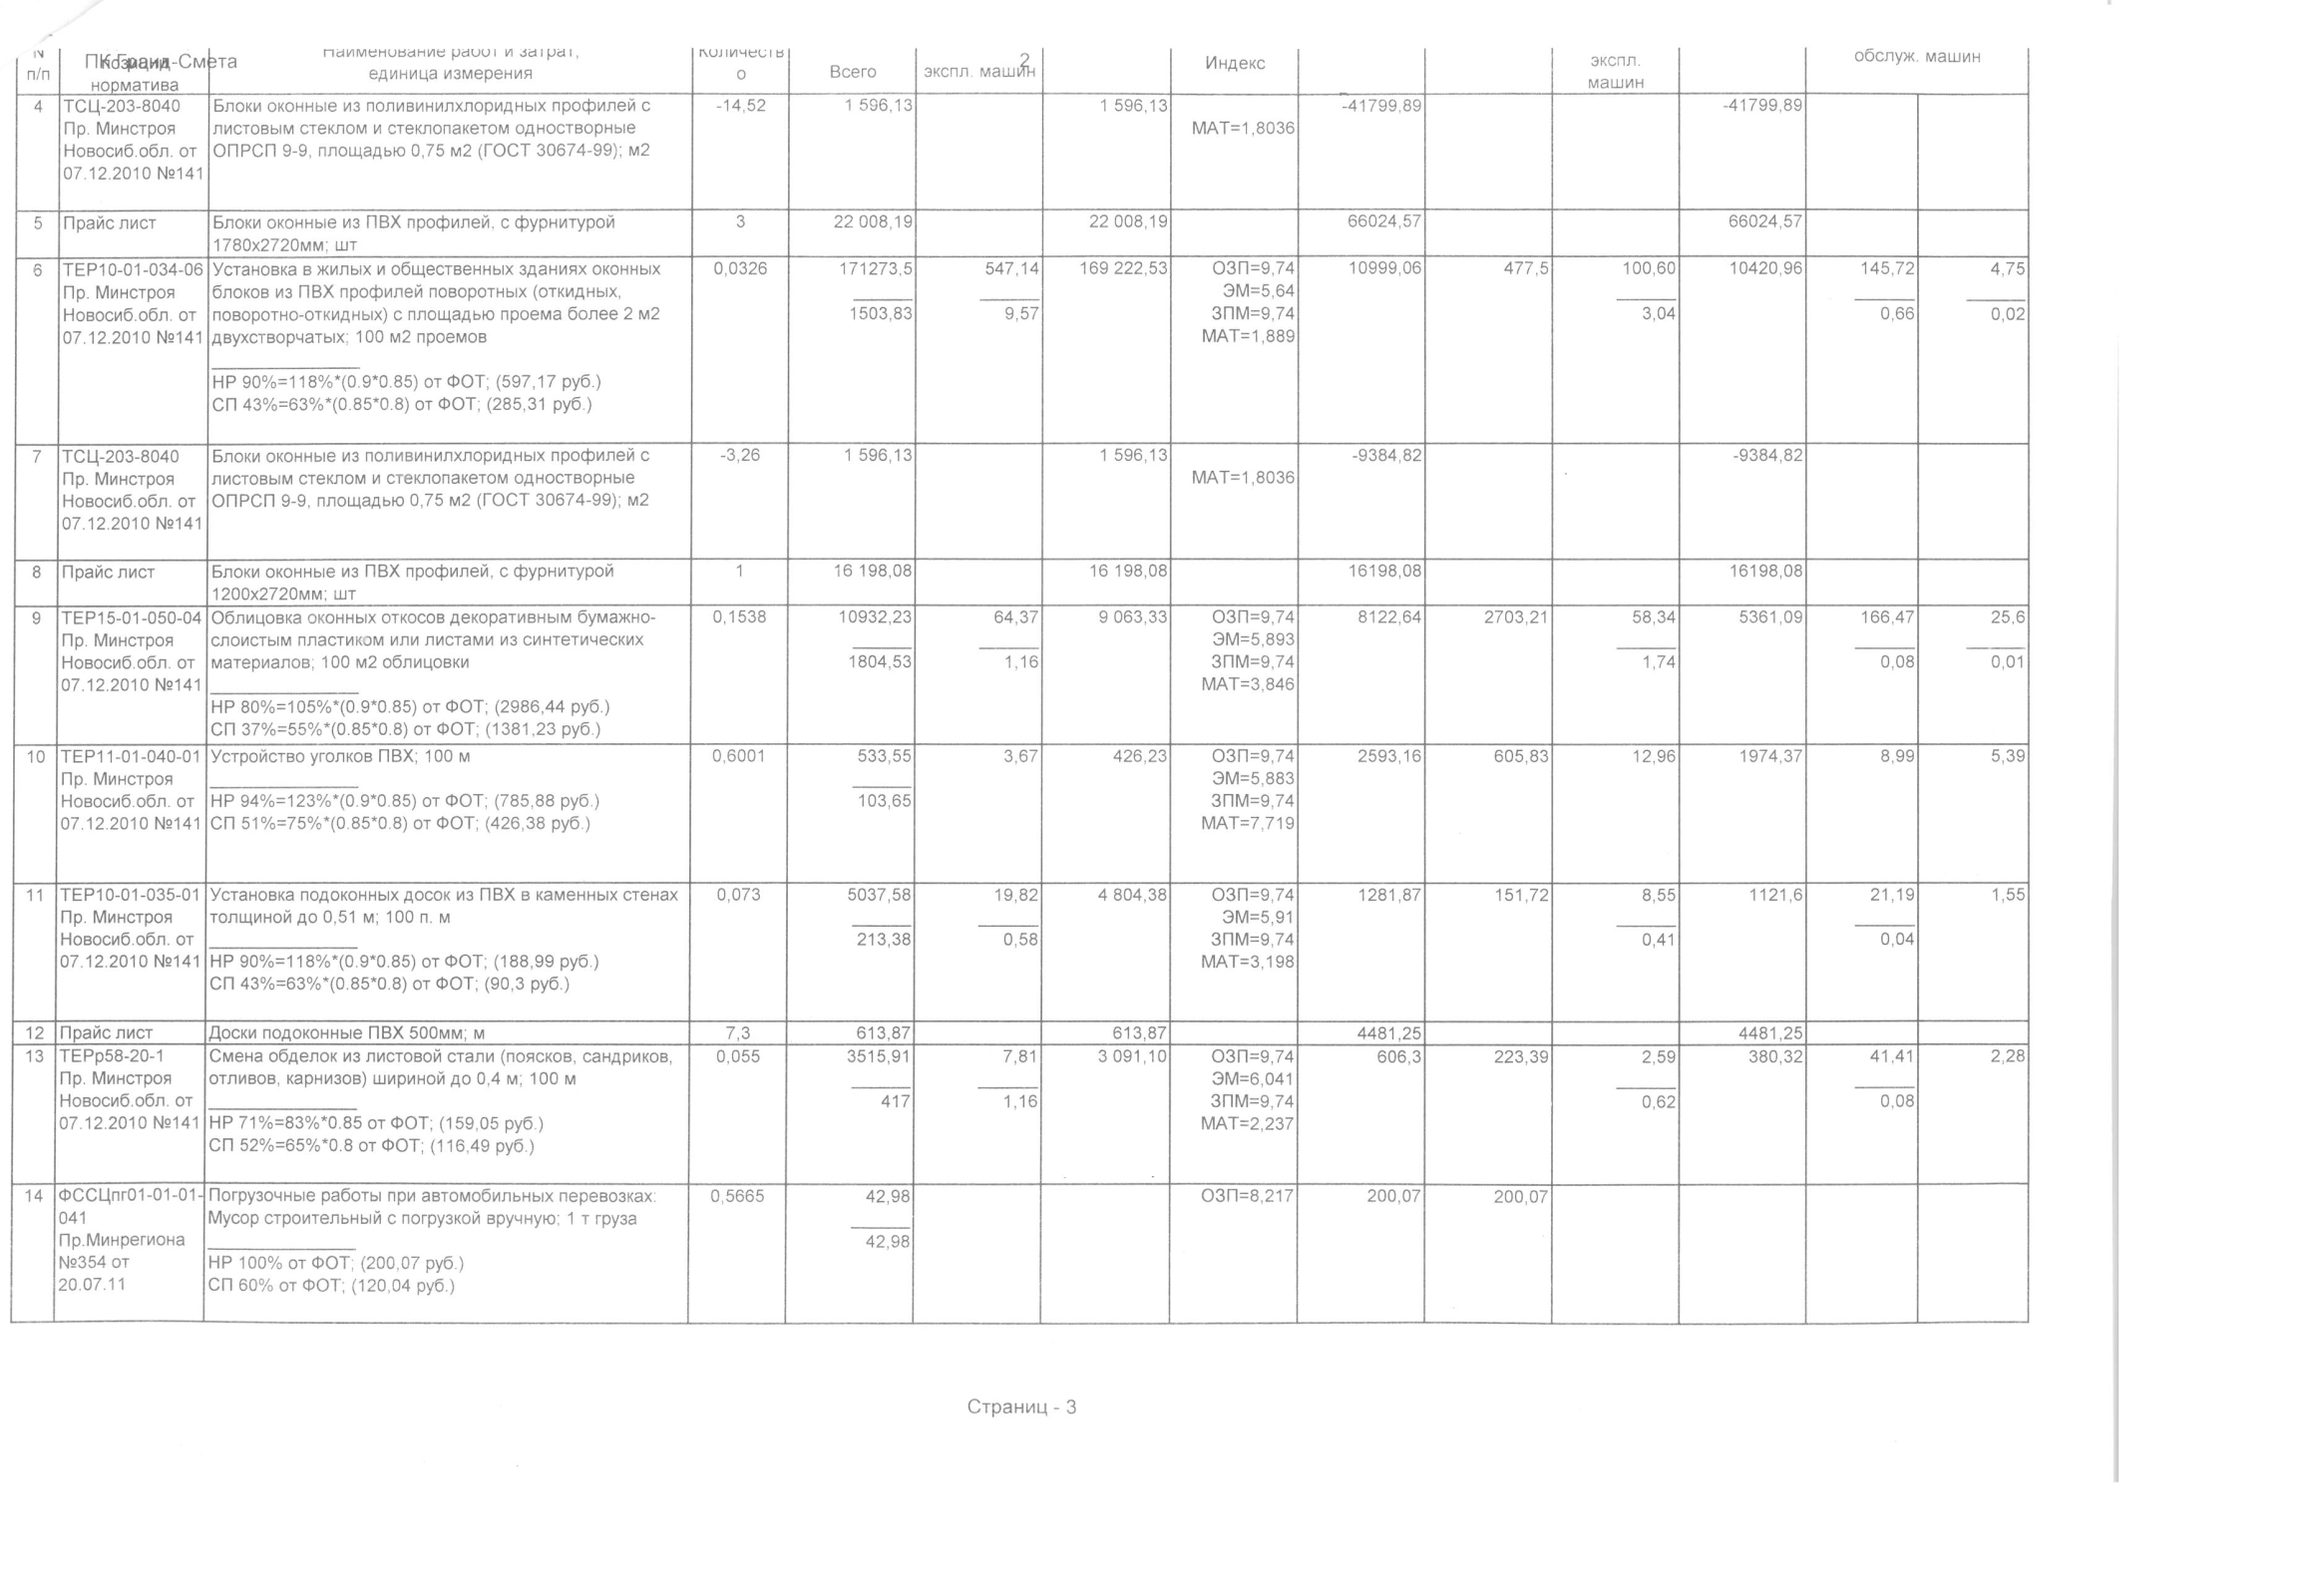 ПК Гранд-Смета 2
N п/п
Позиции норматива
Наименование работ и затрат,
единица измерения
Количеств
о
Всего
экспл. машин
Индекс
экспл.
машин
обслуж. машин
4 ТСЦ-203-8040 Блоки оконные из поливинилхлоридных профилей с -14,52 1 596,13 1 596,13 -41799,89 -41799,89
Пр. Минстроя листовым стеклом и стеклопакетом одностворные МАТ=1,8036
Новосиб.обл. от ОПРСП 9-9, площадью 0,75 м2 (ГОСТ 30674-99); м2
07.12.2010 №141
5 Прайс лист Блоки оконные из ПВХ профилей, с фурнитурой 3 22 008,19 22 008,19 66024,57 66024,57
1780х2720мм; шт
6 ТЕР10-01-034-06 Установка в жилых и общественных зданиях оконных 0,0326 171273,5 547,14 169 222,53 ОЗП=9,74 10999,06 477,5 100,60 10420,96 145,72 4,75
Пр. Минстроя блоков из ПВХ профилей поворотных (откидных, ЭМ=5,64
Новосиб.обл. от поворотно-откидных) с площадью проема более 2 м2 1503,83 9,57 ЗПМ=9,74 3,04 0,66 0,02
07.12.2010 №141 двухстворчатых; 100 м2 проемов МАТ=1,889
НР 90%=118%*(0.9*0.85) от ФОТ; (597,17 руб.)
СП 43%=63%*(0.85*0.8) от ФОТ; (285,31 руб.)
7 ТСЦ-203-8040 Блоки оконные из поливинилхлоридных профилей с -3,26 1 596,13 1 596,13 -9384,82 -9384,82
Пр. Минстроя листовым стеклом и стеклопакетом одностворные МАТ=1,8036
Новосиб.обл. от ОПРСП 9-9, площадью 0,75 м2 (ГОСТ 30674-99); м2
07.12.2010 №141
8 Прайс лист Блоки оконные из ПВХ профилей, с фурнитурой 1 16 198,08 16 198,08 16198,08 16198,08
1200х2720мм; шт
9 ТЕР15-01-050-04 Облицовка оконных откосов декоративным бумажно- 0,1538 10932,23 64,37 9 063,33 ОЗП=9,74 8122,64 2703,21 58,34 5361,09 166,47 25,6
Пр. Минстроя слоистым пластиком или листами из синтетических ЭМ=5,893
Новосиб.обл. от материалов; 100 м2 облицовки 1804,53 1,16 ЗПМ=9,74 1,74 0,08 0,01
07.12.2010 №141 МАТ=3,846
НР 80%=105%*(0.9*0.85) от ФОТ; (2986,44 руб.)
СП 37%=55%*(0.85*0.8) от ФОТ; (1381,23 руб.)
10 ТЕР11-01-040-01 Устройство уголков ПВХ; 100 м 0,6001 533,55 3,67 426,23 ОЗП=9,74 2593,16 605,83 12,96 1974,37 8,99 5,39
Пр. Минстроя ЭМ=5,883
Новосиб.обл. от НР 94%=123%*(0.9*0.85) от ФОТ; (785,88 руб.) 103,65 ЗПМ=9,74
07.12.2010 №141 СП 51%=75%*(0.85*0.8) от ФОТ; (426,38 руб.) МАТ=7,719
11 ТЕР10-01-035-01 Установка подоконных досок из ПВХ в каменных стенах 0,073 5037,58 19,82 4 804,38 ОЗП=9,74 1281,87 151,72 8,55 1121,6 21,19 1,55
Пр. Минстроя толщиной до 0,51 м; 100 п. м ЭМ=5,91
Новосиб.обл. от 213,38 0,58 ЗПМ=9,74 0,41 0,04
07.12.2010 №141 НР 90%=118%*(0.9*0.85) от ФОТ; (188,99 руб.) МАТ=3,198
СП 43%=63%*(0.85*0.8) от ФОТ; (90,3 руб.)
12 Прайс лист Доски подоконные ПВХ 500мм; м 7,3 613,87 613,87 4481,25 4481,25
13 ТЕРр58-20-1 Смена обделок из листовой стали (поясков, сандриков, 0,055 3515,91 7,81 3 091,10 ОЗП=9,74 606,3 223,39 2,59 380,32 41,41 2,28
Пр. Минстроя отливов, карнизов) шириной до 0,4 м; 100 м ЭМ=6,041
Новосиб.обл. от 417 1,16 ЗПМ=9,74 0,62 0,08
07.12.2010 №141 НР 71%=83%*0.85 от ФОТ; (159,05 руб.) МАТ=2,237
СП 52%=65%*0.8 от ФОТ; (116,49 руб.)
14 ФССЦпг01-01-01- Погрузочные работы при автомобильных перевозках: 0,5665 42,98 ОЗП=8,217 200,07 200,07
041 Мусор строительный с погрузкой вручную; 1 т груза
Пр.Минрегиона 42,98
№354 от НР 100% от ФОТ; (200,07 руб.)
20.07.11 СП 60% от ФОТ; (120,04 руб.)
Страниц - 3